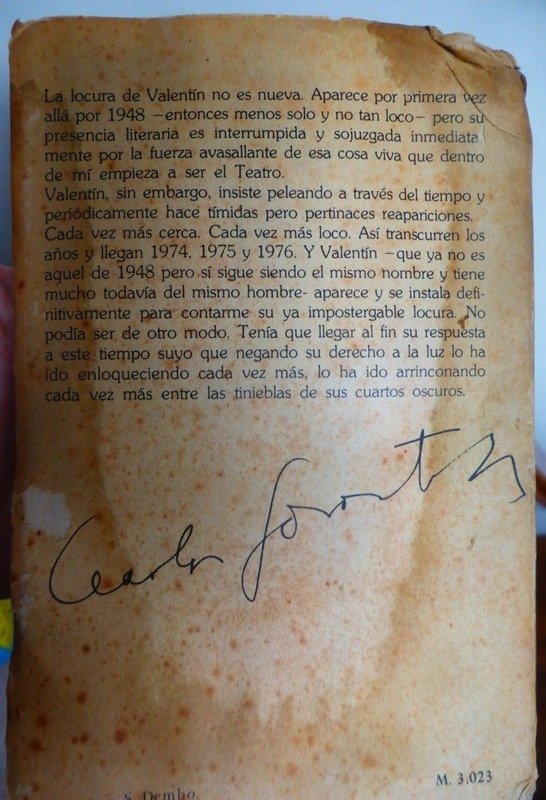 La locura de Valentín no es nueva. Aparece por primera vez
allá por 1948 —entonces menos solo y no tan loco— pero su
presencia literaria es interrumpida y sojuzgada inmediata
mente por la fuerza avasallante de esa cosa viva que dentro
de mí empieza a ser el Teatro.
Valentín, sin embargo, insiste peleando a través del tiempo y
periódicamente hace tímidas pero pertinaces reapariciones.
Cada vez más cerca. Cada vez más loco. Así transcurren los
años y llegan 1974, 1975 y 1976. Y Valentín —que ya no es
aquel de 1948 pero sí sigue siendo el mismo nombre y tiene
mucho todavía del mismo hombre- aparece y se instala defi-
nitivamente para contarme su ya impostergable locura. No
podía ser de otro modo. Tenía que llegar al fin su respuesta
a este tiempo suyo que negando su derecho a la luz lo ha
ido enloqueciendo cada vez más, lo ha ido arrinconando
cada vez más entre las tinieblas de sus cuartos oscuros.
Carlos Gorostiza
M. 3.023
S. Dembo